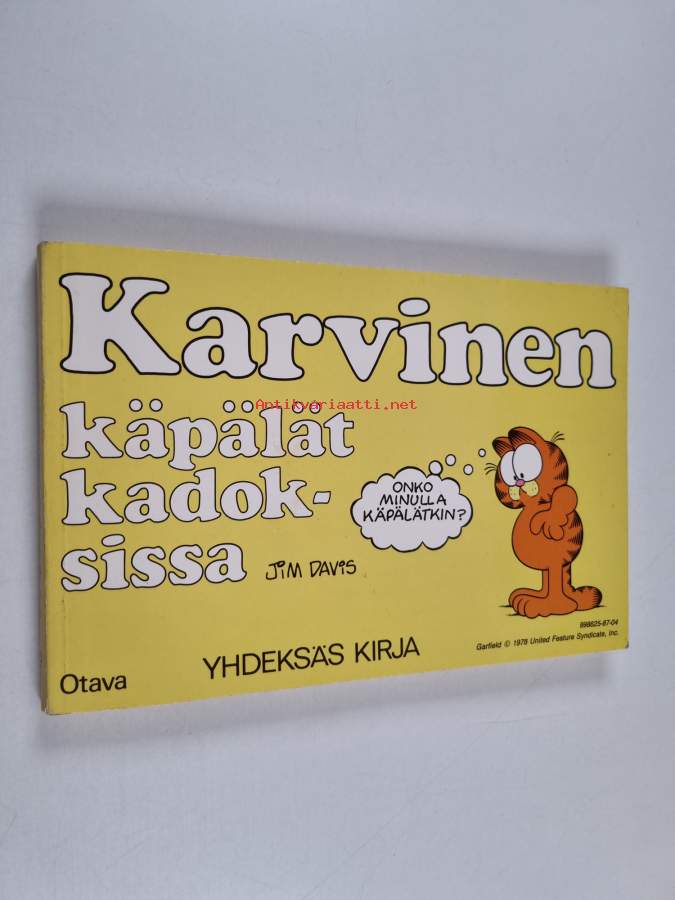 Karvinen
Antikvariaatti.net
käpälät
kadok-
sissa
JIM DAVIS
ONKO
MINULLA
KÄPÄLÄTKIN?
898625-87-04
Garfield © 1978 United Feature Syndicate, Inc.
YHDEKSÄS KIRJA
Otava